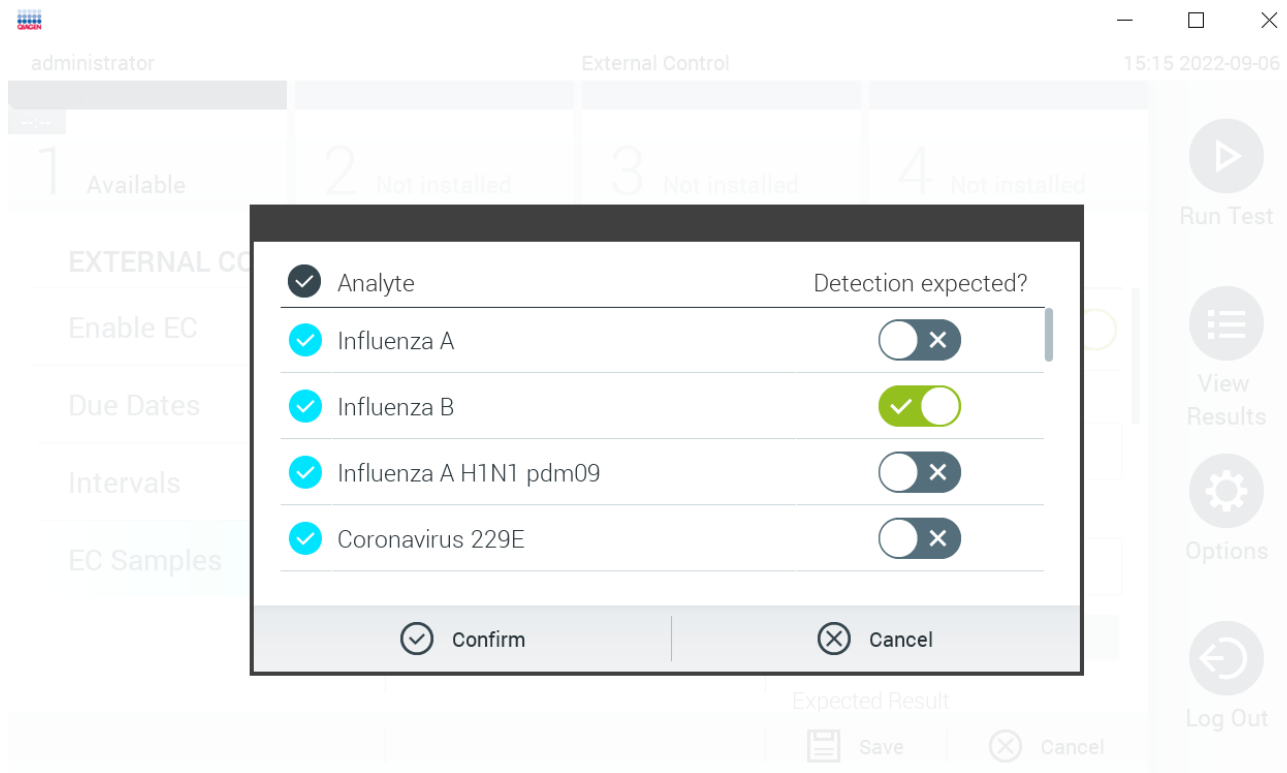 QIAGEN
administrator External Control 15:15 2022-09-06
--:--
1 Available 2 Not installed 3 Not installed 4 Not installed
Run Test
EXTERNAL CO
Analyte Detection expected?
Enable EC
Influenza A
View
Results
Due Dates
Influenza B
Intervals
Influenza A H1N1 pdm09
Options
EC Samples
Coronavirus 229E
Confirm Cancel
Expected Result
Log Out
Save Cancel